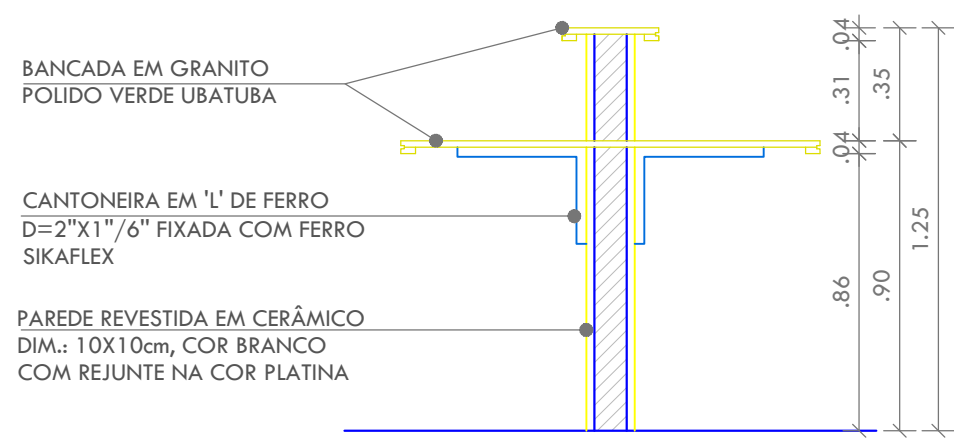 BANCADA EM GRANITO
POLIDO VERDE UBATUBA
CANTONEIRA EM 'L' DE FERRO
D=2"X1"/6" FIXADA COM FERRO
SIKAFLEX
PAREDE REVESTIDA EM CERÂMICO
DIM.: 10X10cm, COR BRANCO
COM REJUNTE NA COR PLATINA
.04
.31
.35
.04
1.25
.86
.90